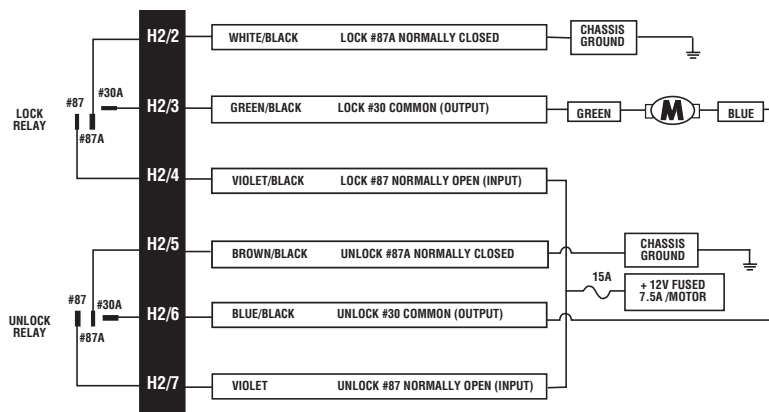 H2/2 WHITE/BLACK LOCK #87A NORMALLY CLOSED CHASSIS GROUND
#87 #30A H2/3 GREEN/BLACK LOCK #30 COMMON (OUTPUT) GREEN M BLUE
LOCK RELAY
#87A
H2/4 VIOLET/BLACK LOCK #87 NORMALLY OPEN (INPUT)
H2/5 BROWN/BLACK UNLOCK #87A NORMALLY CLOSED CHASSIS GROUND
15A + 12V FUSED
7.5A /MOTOR
#87 #30A H2/6 BLUE/BLACK UNLOCK #30 COMMON (OUTPUT)
UNLOCK RELAY
#87A
H2/7 VIOLET UNLOCK #87 NORMALLY OPEN (INPUT)